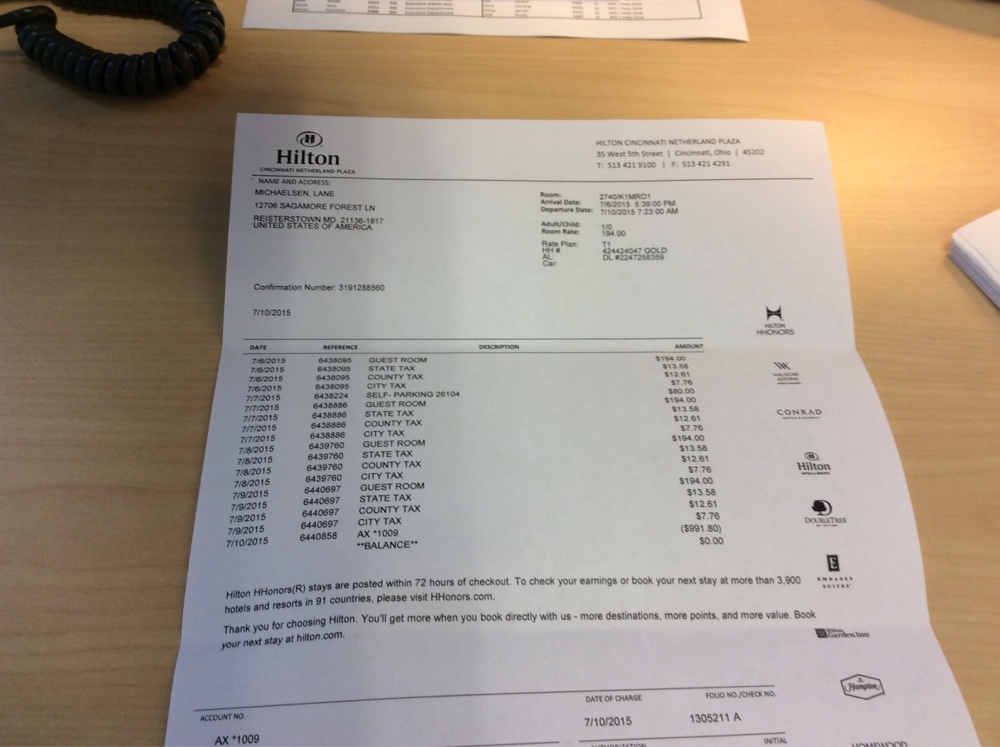 Hilton
CINCINNATI NETHERLAND PLAZA
HILTON CINCINNATI NETHERLAND PLAZA
35 West 5th Street | Cincinnati, Ohio | 45202
T: 513 421 9100 | F: 513 421 4291
NAME AND ADDRESS:
MICHAELSEN, LANE
12706 SAGAMORE FOREST LN
REISTERSTOWN MD 21136-1817
UNITED STATES OF AMERICA
Room: 2740/K1MRO1
Arrival Date: 7/6/2015 5:39:00 PM
Departure Date: 7/10/2015 7:23:00 AM
Adult/Child: 1/0
Room Rate: 194.00
Rate Plan: T1
HH # 424424047 GOLD
AL: DL #2247258359
Car:
Confirmation Number: 3191288560
7/10/2015
DATE REFERENCE DESCRIPTION AMOUNT
7/6/2015 6438095 GUEST ROOM $194.00
7/6/2015 6438095 STATE TAX $13.58
7/6/2015 6438095 COUNTY TAX $12.61
7/6/2015 6438095 CITY TAX $7.76
7/7/2015 6438224 SELF- PARKING 26104 $80.00
7/7/2015 6438886 GUEST ROOM $194.00
7/7/2015 6438886 STATE TAX $13.58
7/7/2015 6438886 COUNTY TAX $12.61
7/7/2015 6438886 CITY TAX $7.76
7/8/2015 6439760 GUEST ROOM $194.00
7/8/2015 6439760 STATE TAX $13.58
7/8/2015 6439760 COUNTY TAX $12.61
7/8/2015 6439760 CITY TAX $7.76
7/9/2015 6440697 GUEST ROOM $194.00
7/9/2015 6440697 STATE TAX $13.58
7/9/2015 6440697 COUNTY TAX $12.61
7/9/2015 6440697 CITY TAX $7.76
7/10/2015 6440858 AX *1009 ($991.80)
**BALANCE** $0.00
HILTON
HHONORS
WALDORF
ASTORIA
CONRAD
Hilton
DOUBLETREE
EMBASSY
SUITES
Hilton HHonors(R) stays are posted within 72 hours of checkout. To check your earnings or book your next stay at more than 3,900
hotels and resorts in 91 countries, please visit HHonors.com.
Thank you for choosing Hilton. You'll get more when you book directly with us - more destinations, more points, and more value. Book
your next stay at hilton.com.
Hilton
Garden Inn
Hampton
ACCOUNT NO. DATE OF CHARGE FOLIO NO./CHECK NO.
AX *1009 7/10/2015 1305211 A
AUTHORIZATION INITIAL
HOMEWOOD